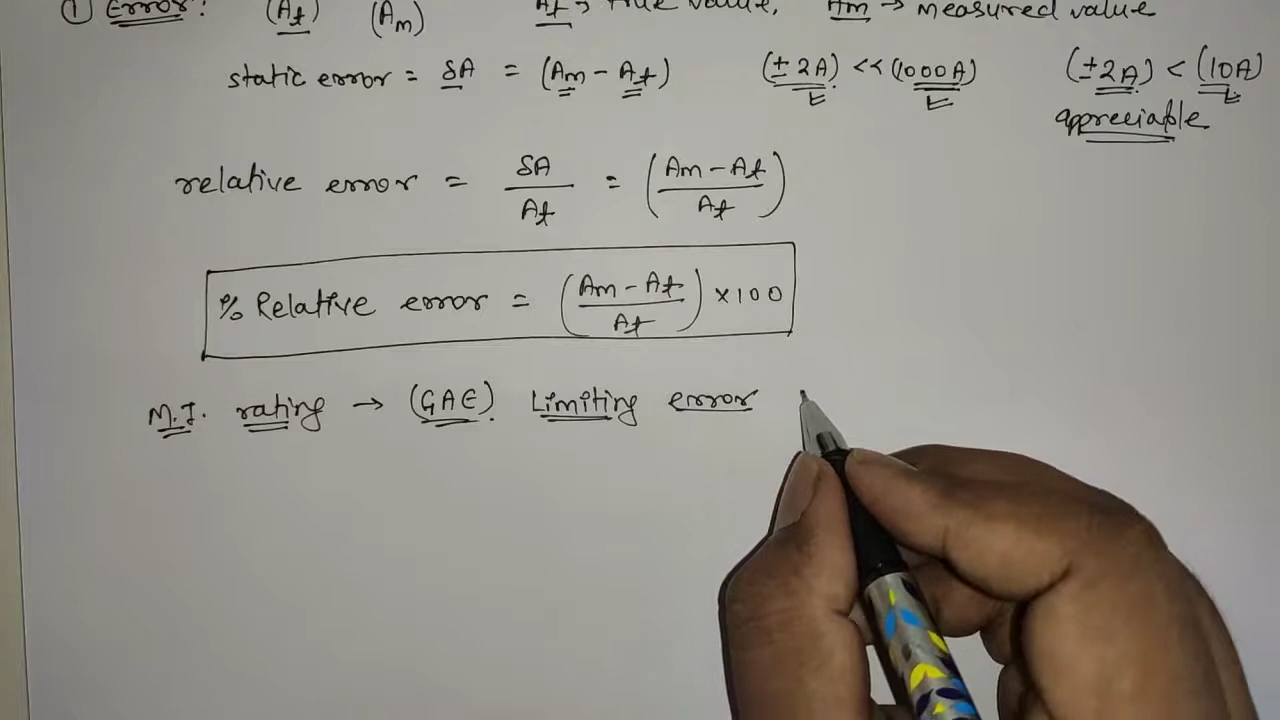 ① Error: (At) (Am) At → true value, Am → measured value
static error = δA = (Am - At) (± 2A) << (1000A) (±2A) < (10A)
appreciable
relative error = δA / At = (Am - At / At)
% Relative error = (Am - At / At) × 100
M.I. rating → (GAE) Limiting error